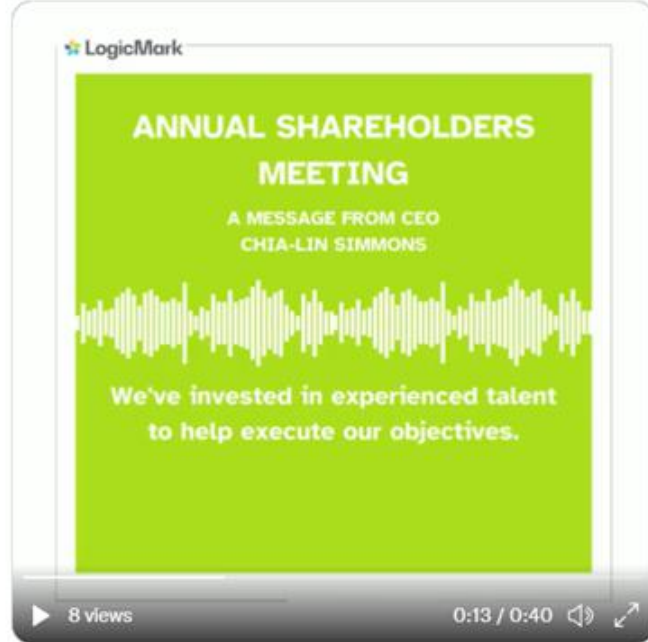 LogicMark
ANNUAL SHAREHOLDERS
MEETING
A MESSAGE FROM CEO
CHIA-LIN SIMMONS
We've invested in experienced talent
to help execute our objectives.
8 views
0:13 / 0:40